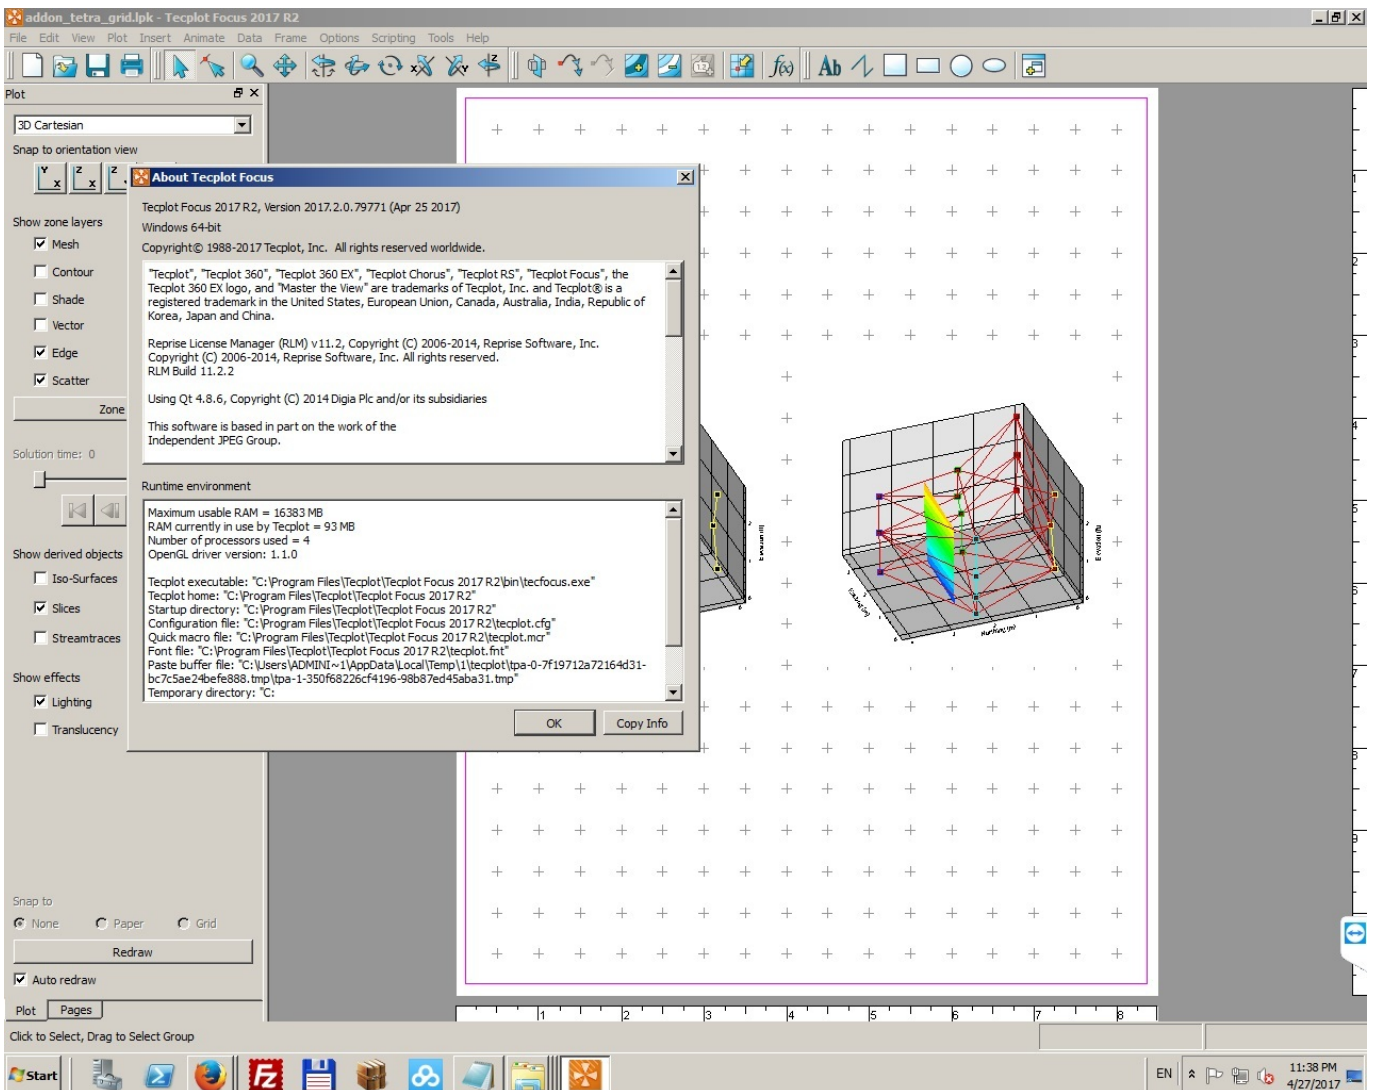 addon_tetra_grid.lpk - Tecplot Focus 2017 R2
File Edit View Plot Insert Animate Data Frame Options Scripting Tools Help
Plot
3D Cartesian
Snap to orientation view
Show zone layers
Mesh
Contour
Shade
Vector
Edge
Scatter
Zone
Solution time: 0
Show derived objects
Iso-Surfaces
Slices
Streamtraces
Show effects
Lighting
Translucency
Snap to
None Paper Grid
Redraw
Auto redraw
Plot Pages
Click to Select, Drag to Select Group
About Tecplot Focus
Tecplot Focus 2017 R2, Version 2017.2.0.79771 (Apr 25 2017)
Windows 64-bit
Copyright© 1988-2017 Tecplot, Inc. All rights reserved worldwide.
"Tecplot", "Tecplot 360", "Tecplot 360 EX", "Tecplot Chorus", "Tecplot RS", "Tecplot Focus", the
Tecplot 360 EX logo, and "Master the View" are trademarks of Tecplot, Inc. and Tecplot® is a
registered trademark in the United States, European Union, Canada, Australia, India, Republic of
Korea, Japan and China.
Reprise License Manager (RLM) v11.2, Copyright (C) 2006-2014, Reprise Software, Inc.
Copyright (C) 2006-2014, Reprise Software, Inc. All rights reserved.
RLM Build 11.2.2
Using Qt 4.8.6, Copyright (C) 2014 Digia Plc and/or its subsidiaries
This software is based in part on the work of the
Independent JPEG Group.
Runtime environment
Maximum usable RAM = 16383 MB
RAM currently in use by Tecplot = 93 MB
Number of processors used = 4
OpenGL driver version: 1.1.0
Tecplot executable: "C:\Program Files\Tecplot\Tecplot Focus 2017 R2\bin\tecfocus.exe"
Tecplot home: "C:\Program Files\Tecplot\Tecplot Focus 2017 R2"
Startup directory: "C:\Program Files\Tecplot\Tecplot Focus 2017 R2"
Configuration file: "C:\Program Files\Tecplot\Tecplot Focus 2017 R2\tecplot.cfg"
Quick macro file: "C:\Program Files\Tecplot\Tecplot Focus 2017 R2\tecplot.mcr"
Font file: "C:\Program Files\Tecplot\Tecplot Focus 2017 R2\tecplot.fnt"
Paste buffer file: "C:\Users\ADMINI~1\AppData\Local\Temp\1\tecplot\tpa-0-7f19712a72164d31-
bc7c5ae24befe888.tmp\tpa-1-350f68226cf4196-98b87ed45aba31.tmp"
Temporary directory: "C:
OK Copy Info
1 2 3 4 5 6 7 8
Start
EN
11:38 PM
4/27/2017